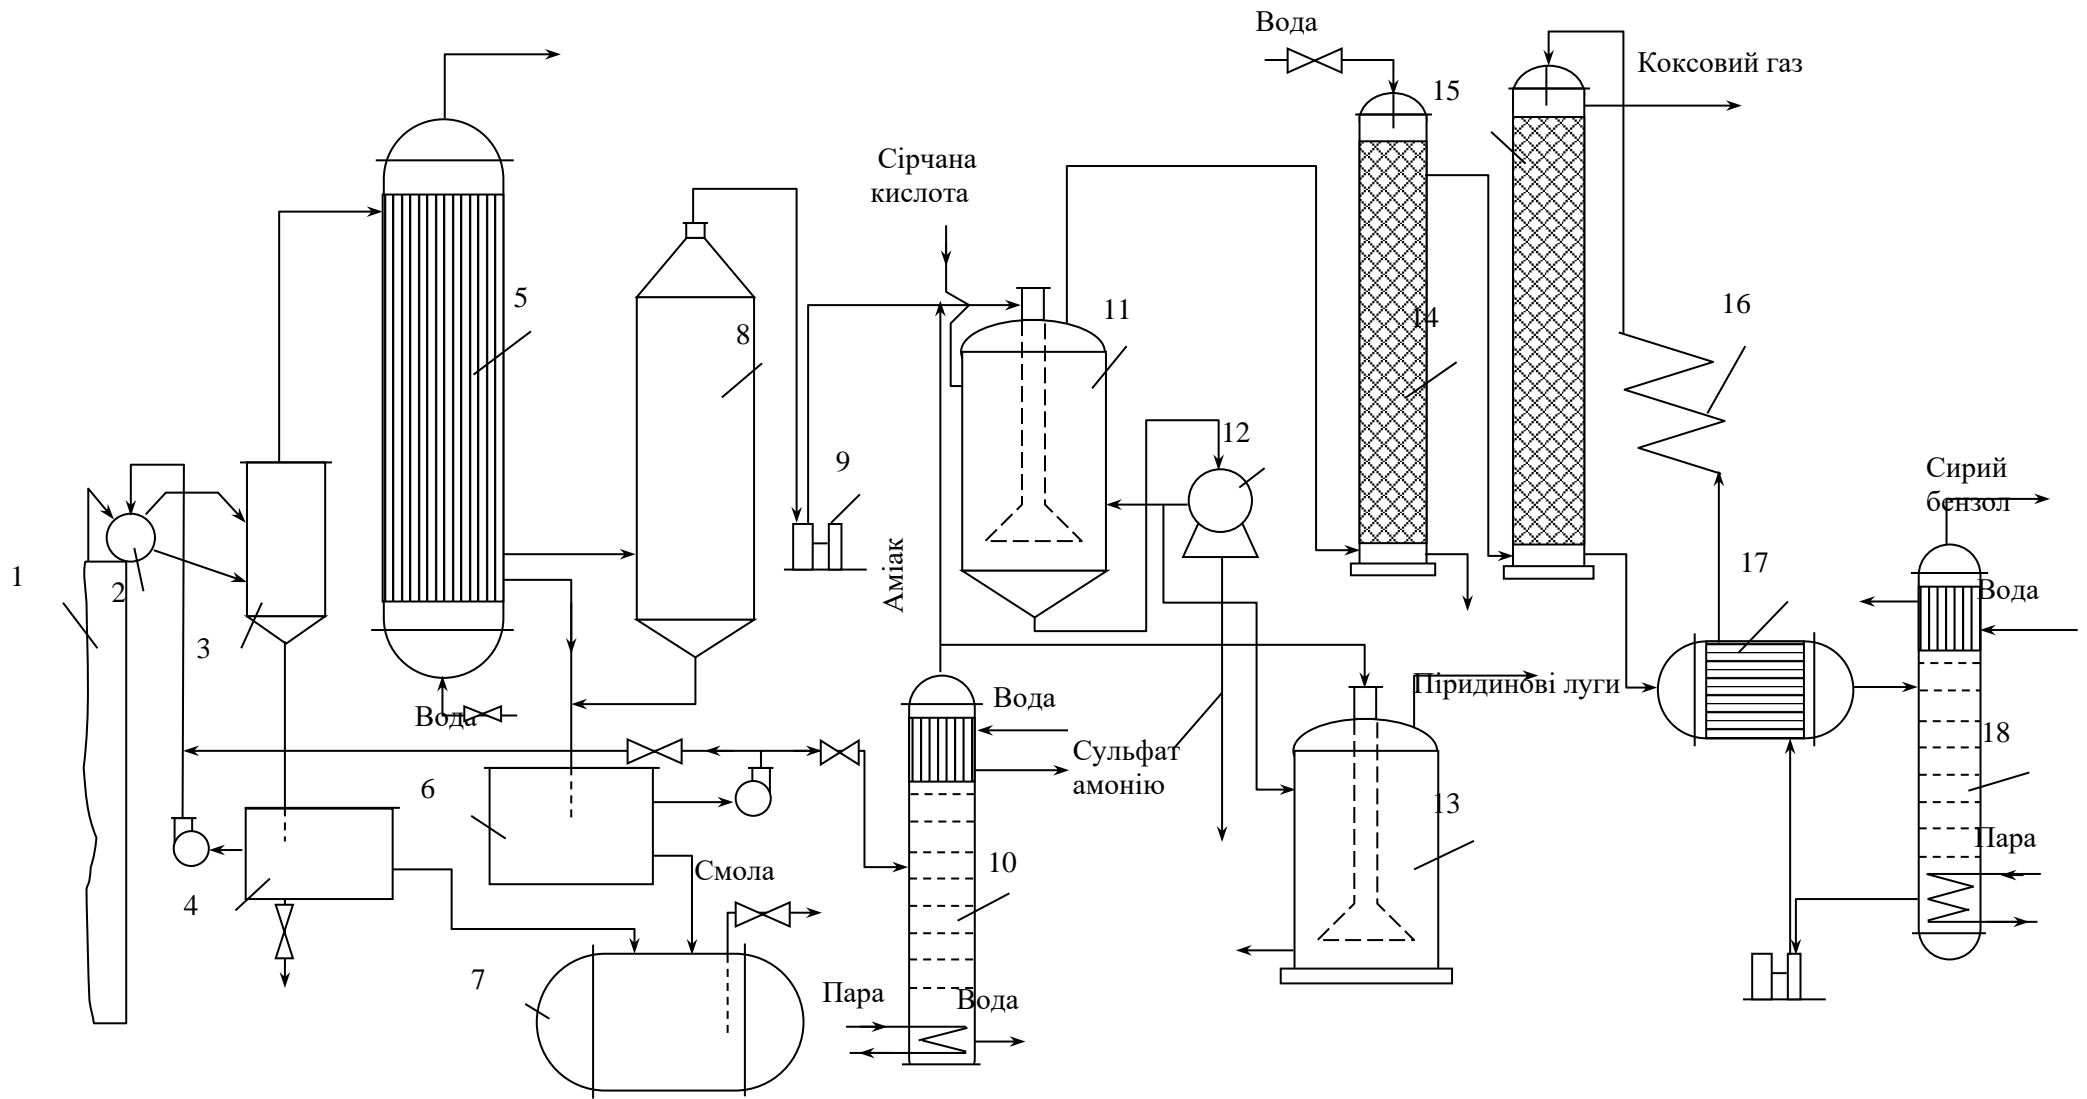 Вода
Коксовий газ
15
Сірчана
кислота
5
8
11
14
16
9
12
Сирий
бензол
Аміак
1
2
3
17
Вода
Вода
Вода
Піридинові луги
18
6
Сульфат
амонію
13
Пара
Смола
10
4
7
Пара
Вода